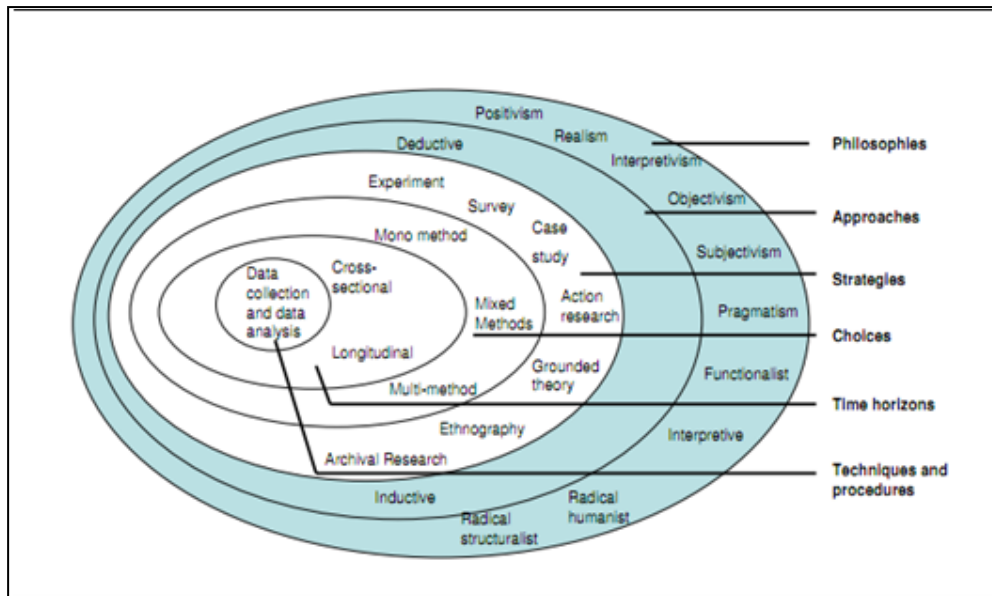 Positivism
Realism
Philosophies
Deductive
Interpretivism
Experiment
Objectivism
Survey
Approaches
Case
study
Mono method
Subjectivism
Cross-
sectional
Data
collection
and data
analysis
Strategies
Action
research
Mixed
Methods
Pragmatism
Choices
Longitudinal
Grounded
theory
Functionalist
Multi-method
Time horizons
Ethnography
Interpretive
Archival Research
Techniques and
procedures
Inductive
Radical
humanist
Radical
structuralist